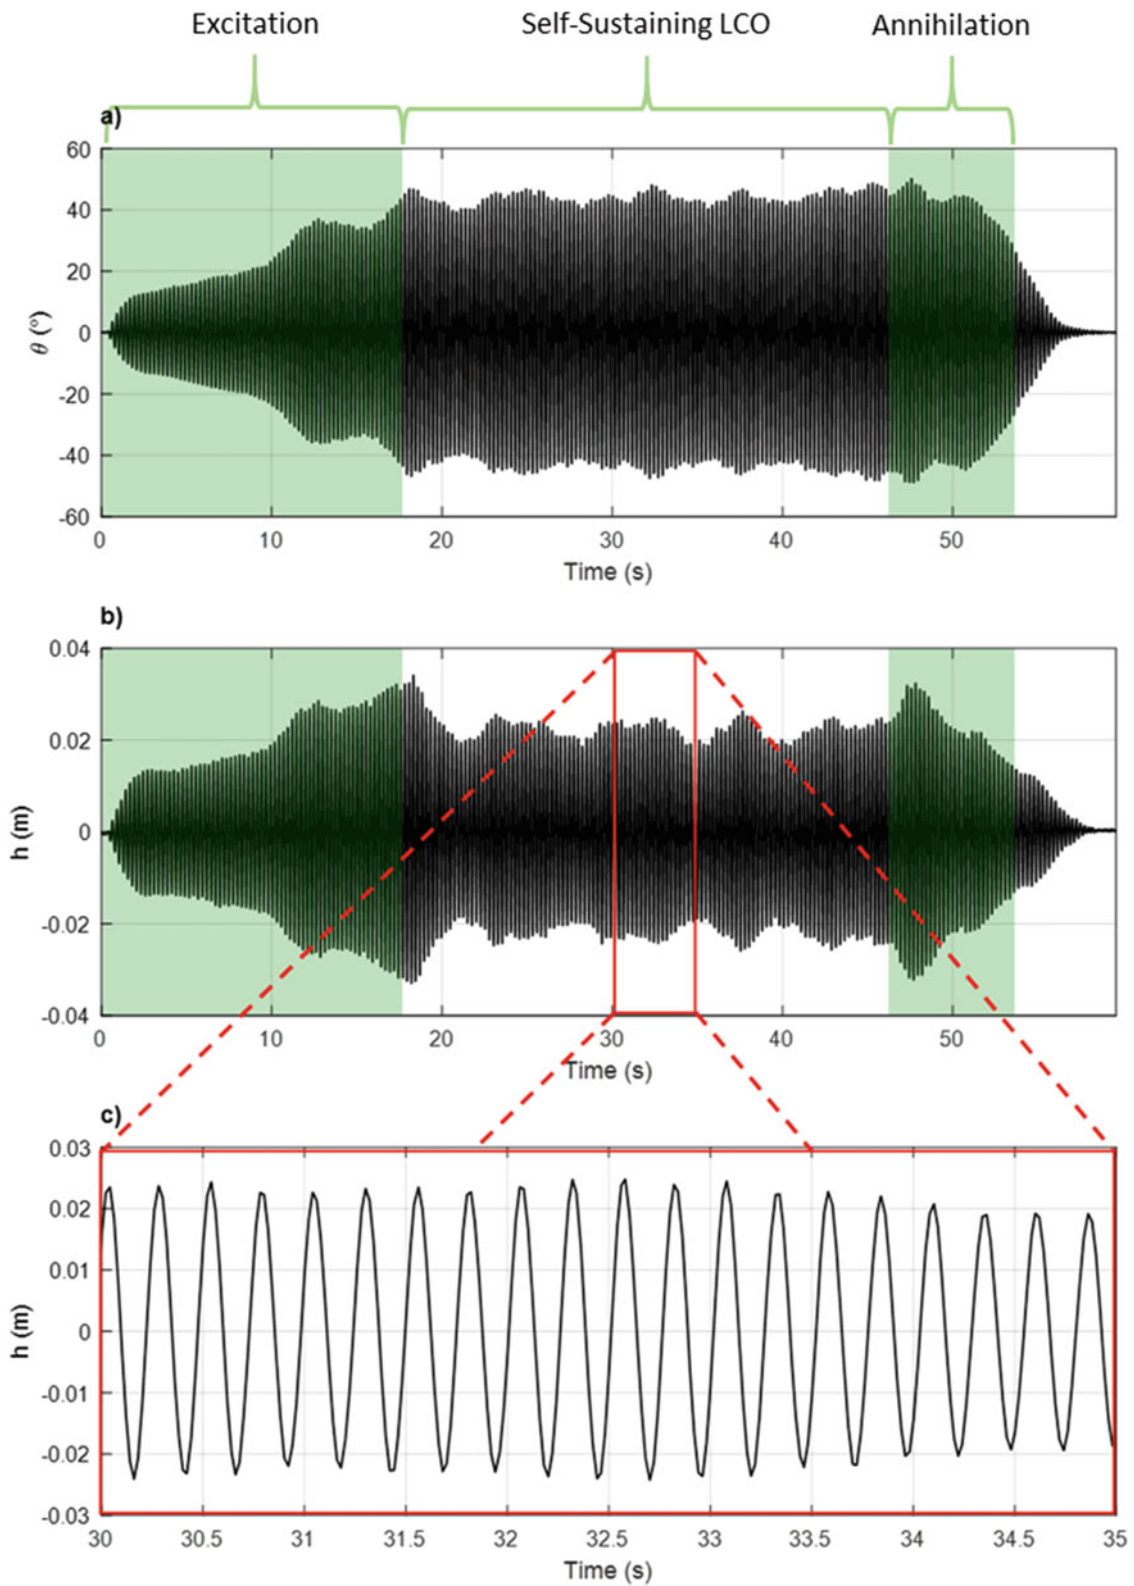 Excitation Self-Sustaining LCO Annihilation
a)
60
40
20
0
-20
-40
-60
θ (°)
0 10 20 30 40 50
Time (s)
b)
0.04
0.02
0
-0.02
-0.04
h (m)
0 10 20 30 40 50
Time (s)
c)
0.03
0.02
0.01
0
-0.01
-0.02
-0.03
h (m)
30 30.5 31 31.5 32 32.5 33 33.5 34 34.5 35
Time (s)